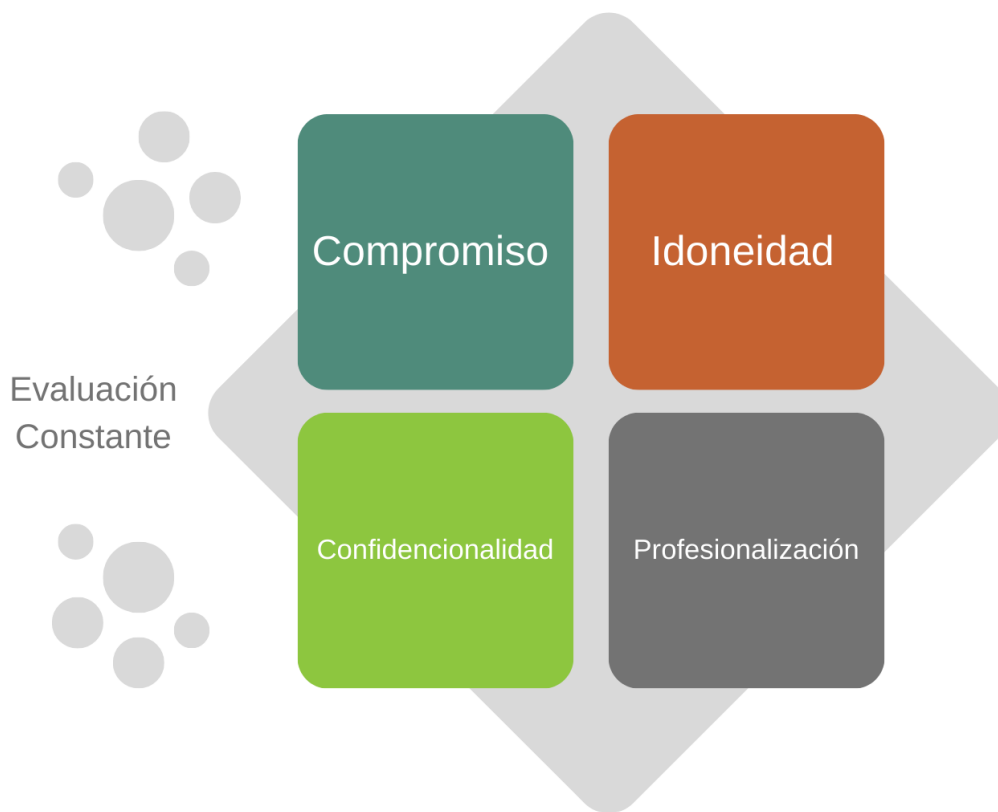 Compromiso
Idoneidad
Evaluación
Constante
Confidencionalidad
Profesionalización